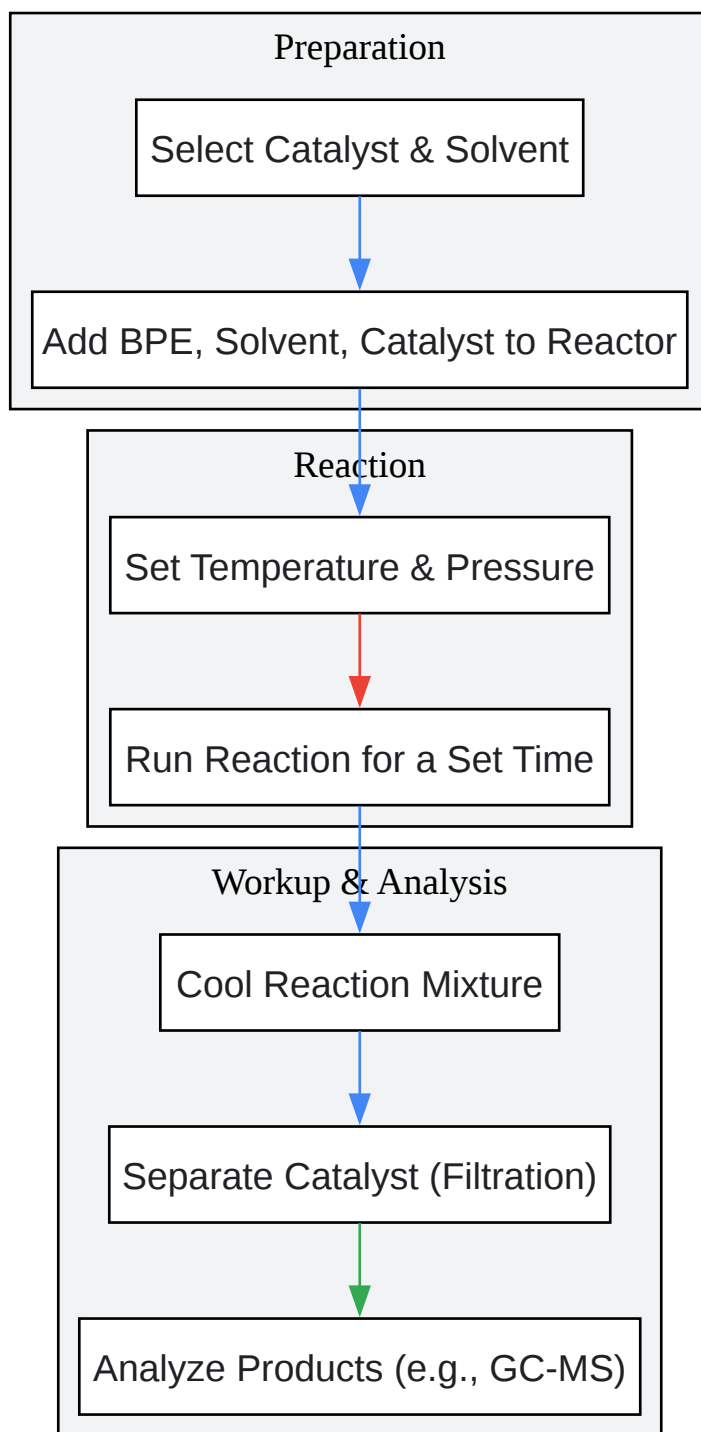 Preparation
Select Catalyst & Solvent
Add BPE, Solvent, Catalyst to Reactor
Reaction
Set Temperature & Pressure
Run Reaction for a Set Time
Workup & Analysis
Cool Reaction Mixture
Separate Catalyst (Filtration)
Analyze Products (e.g., GC-MS)